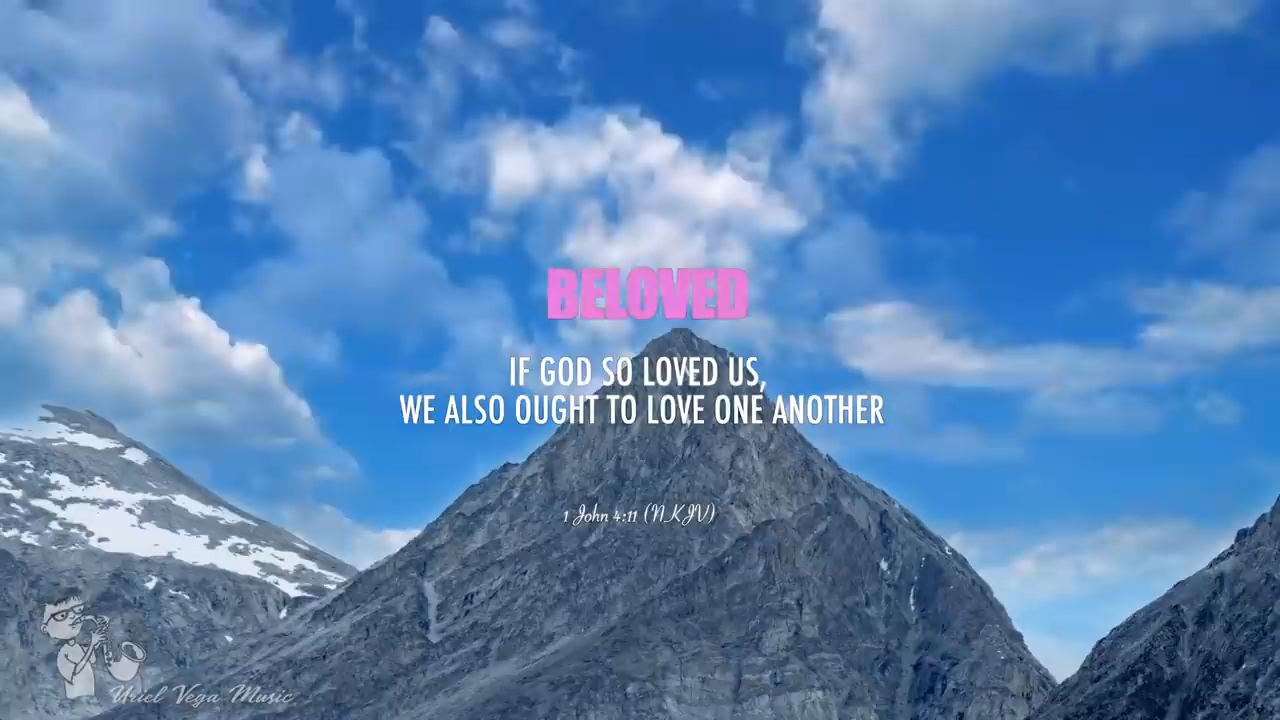 BELOVED
IF GOD SO LOVED US,
WE ALSO OUGHT TO LOVE ONE ANOTHER
1 John 4:11 (NKJV)
Uriel Vega Music